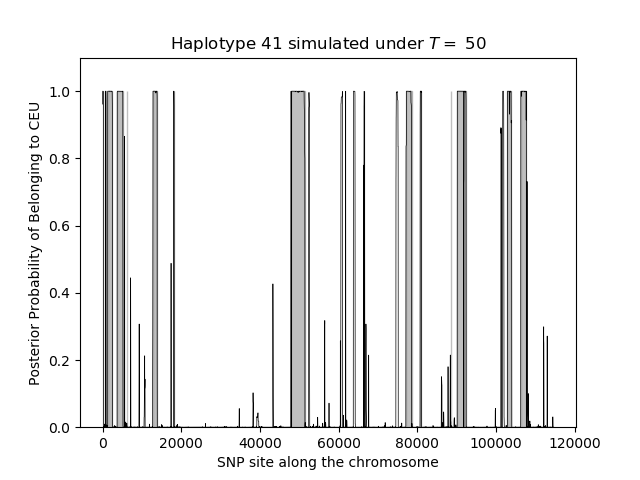 Haplotype 41 simulated under T = 50
Posterior Probability of Belonging to CEU
1.0
0.8
0.6
0.4
0.2
0.0
0 20000 40000 60000 80000 100000 120000
SNP site along the chromosome